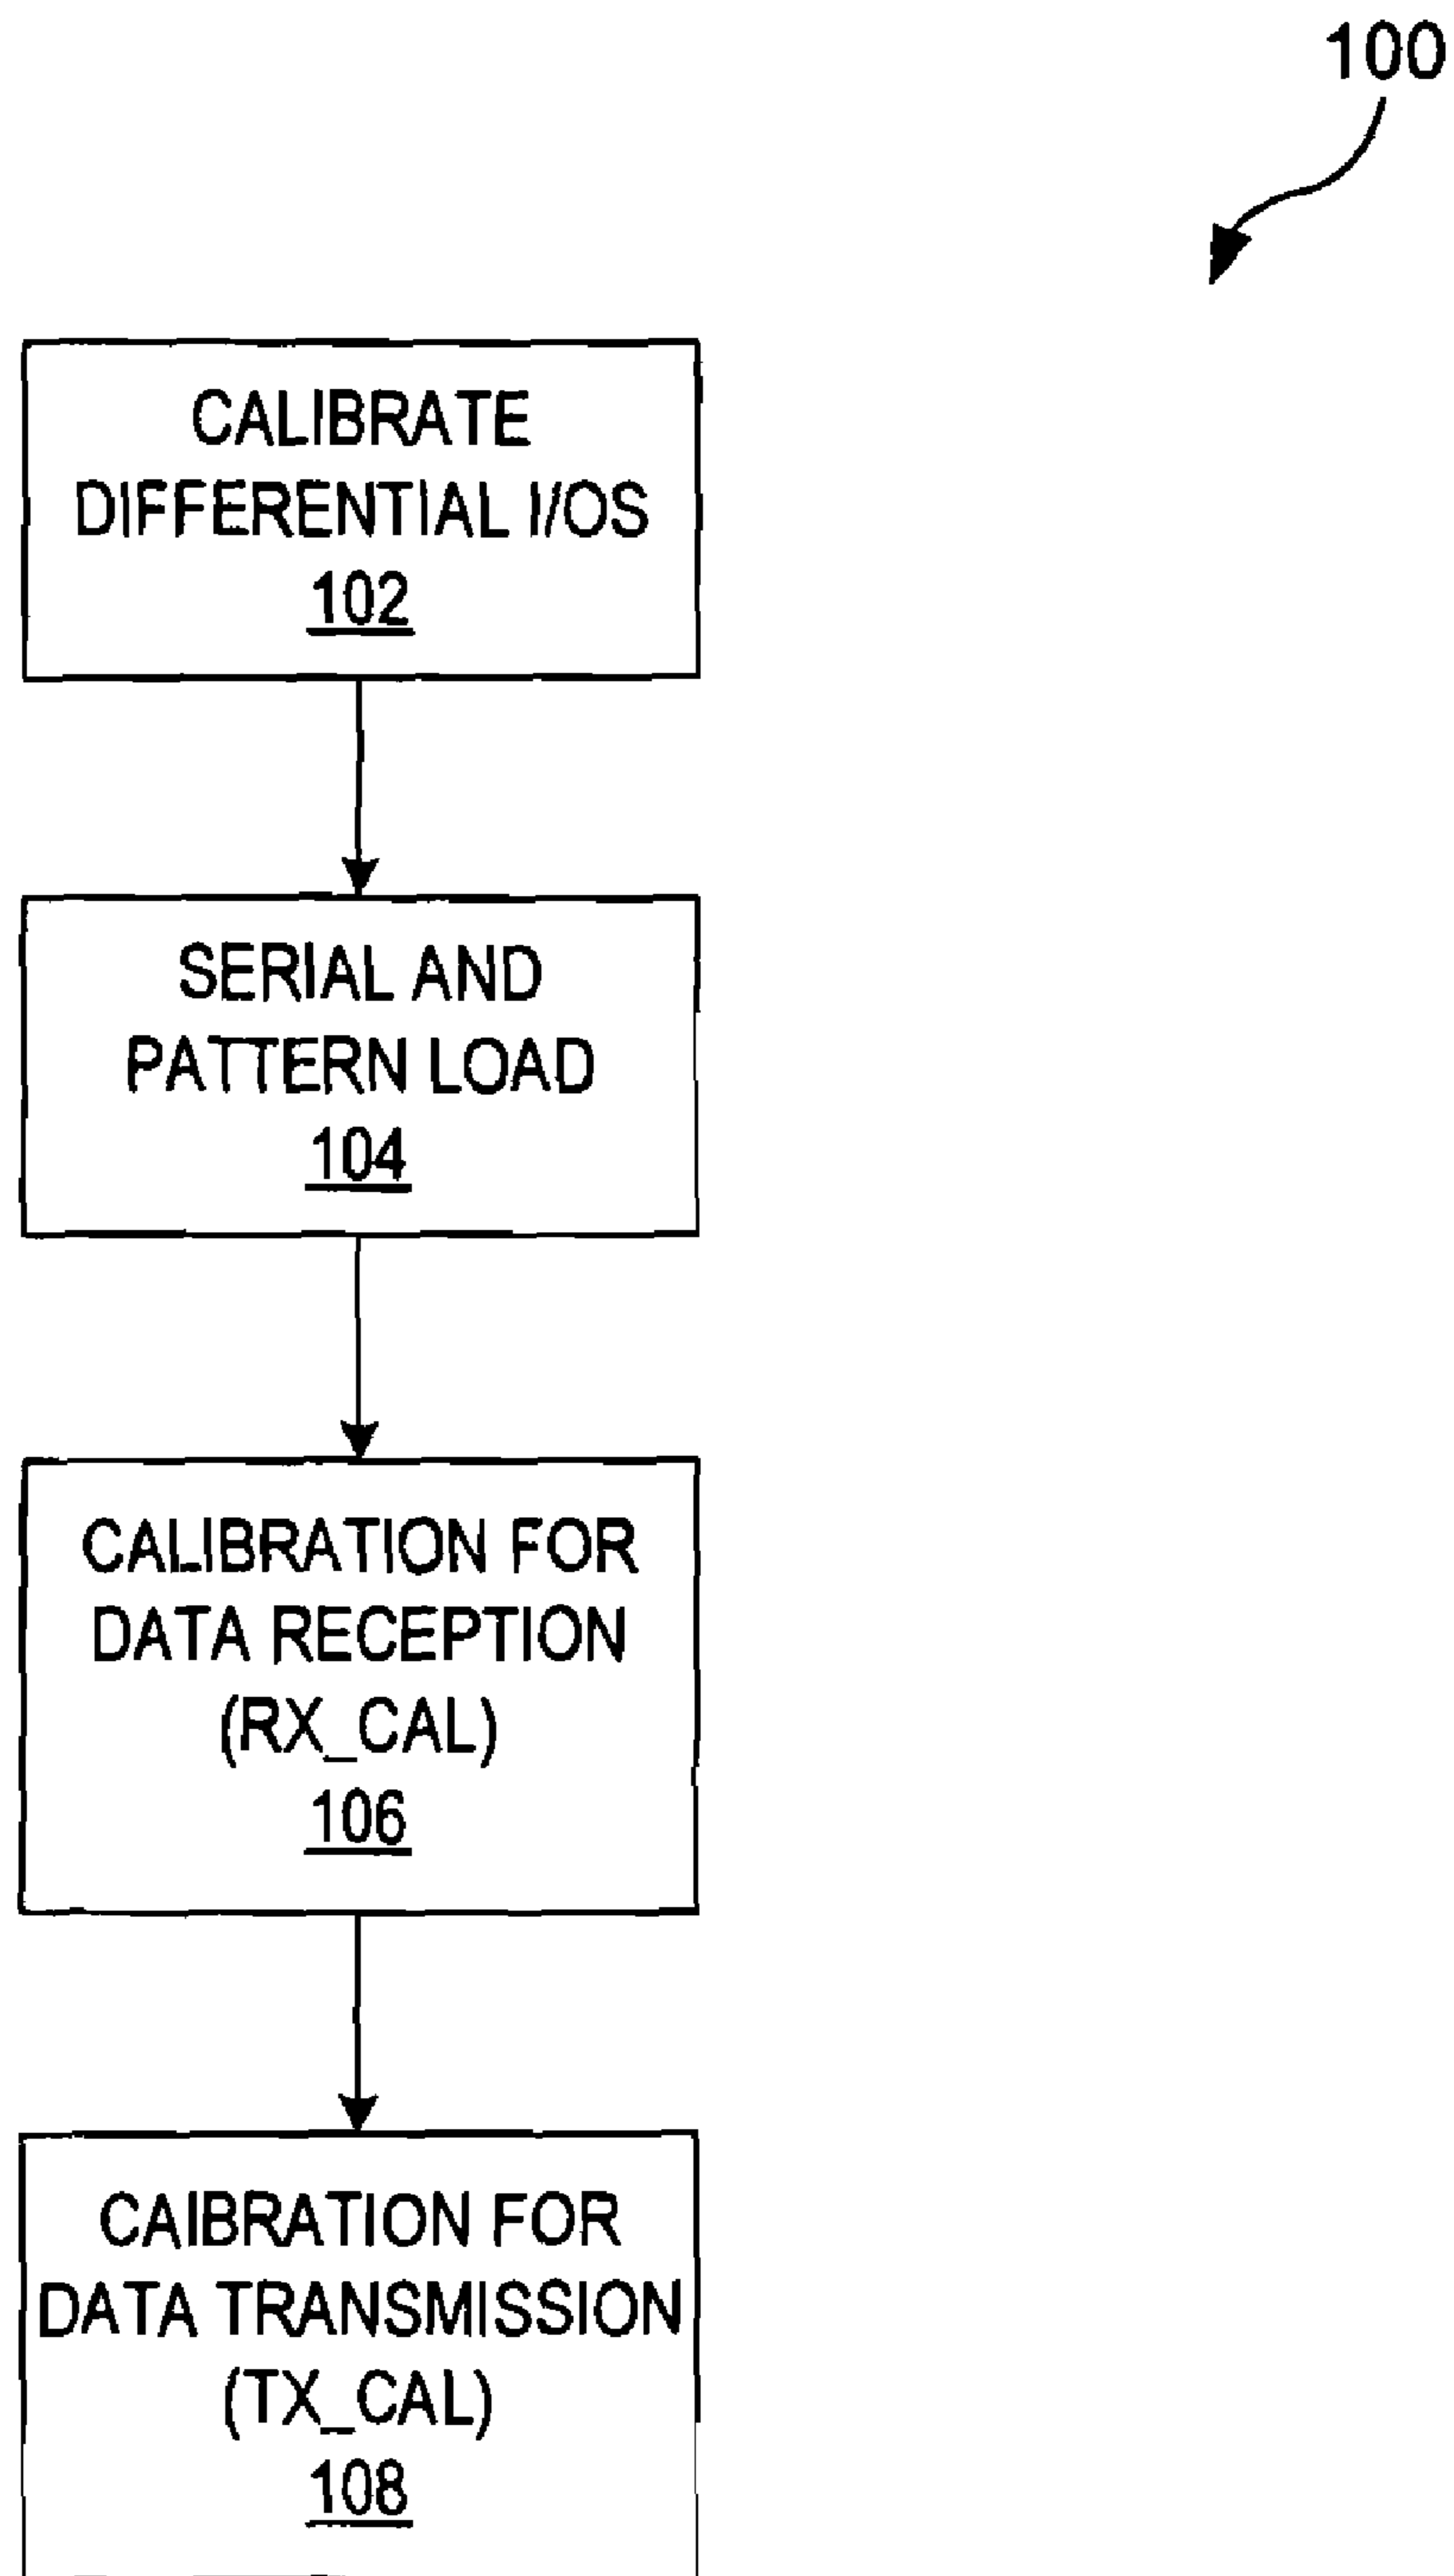 100
CALIBRATE
DIFFERENTIAL I/OS
102
SERIAL AND
PATTERN LOAD
104
CALIBRATION FOR
DATA RECEPTION
(RX_CAL)
106
CAIBRATION FOR
DATA TRANSMISSION
(TX_CAL)
108